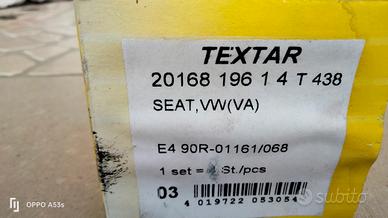 TEXTAR
20168 196 1 4 T 438
SEAT,VW(VA)
E4 90R-01161/068
1 set = 4 St./pcs
03
4 019722 053054
OPPO A53s
subito